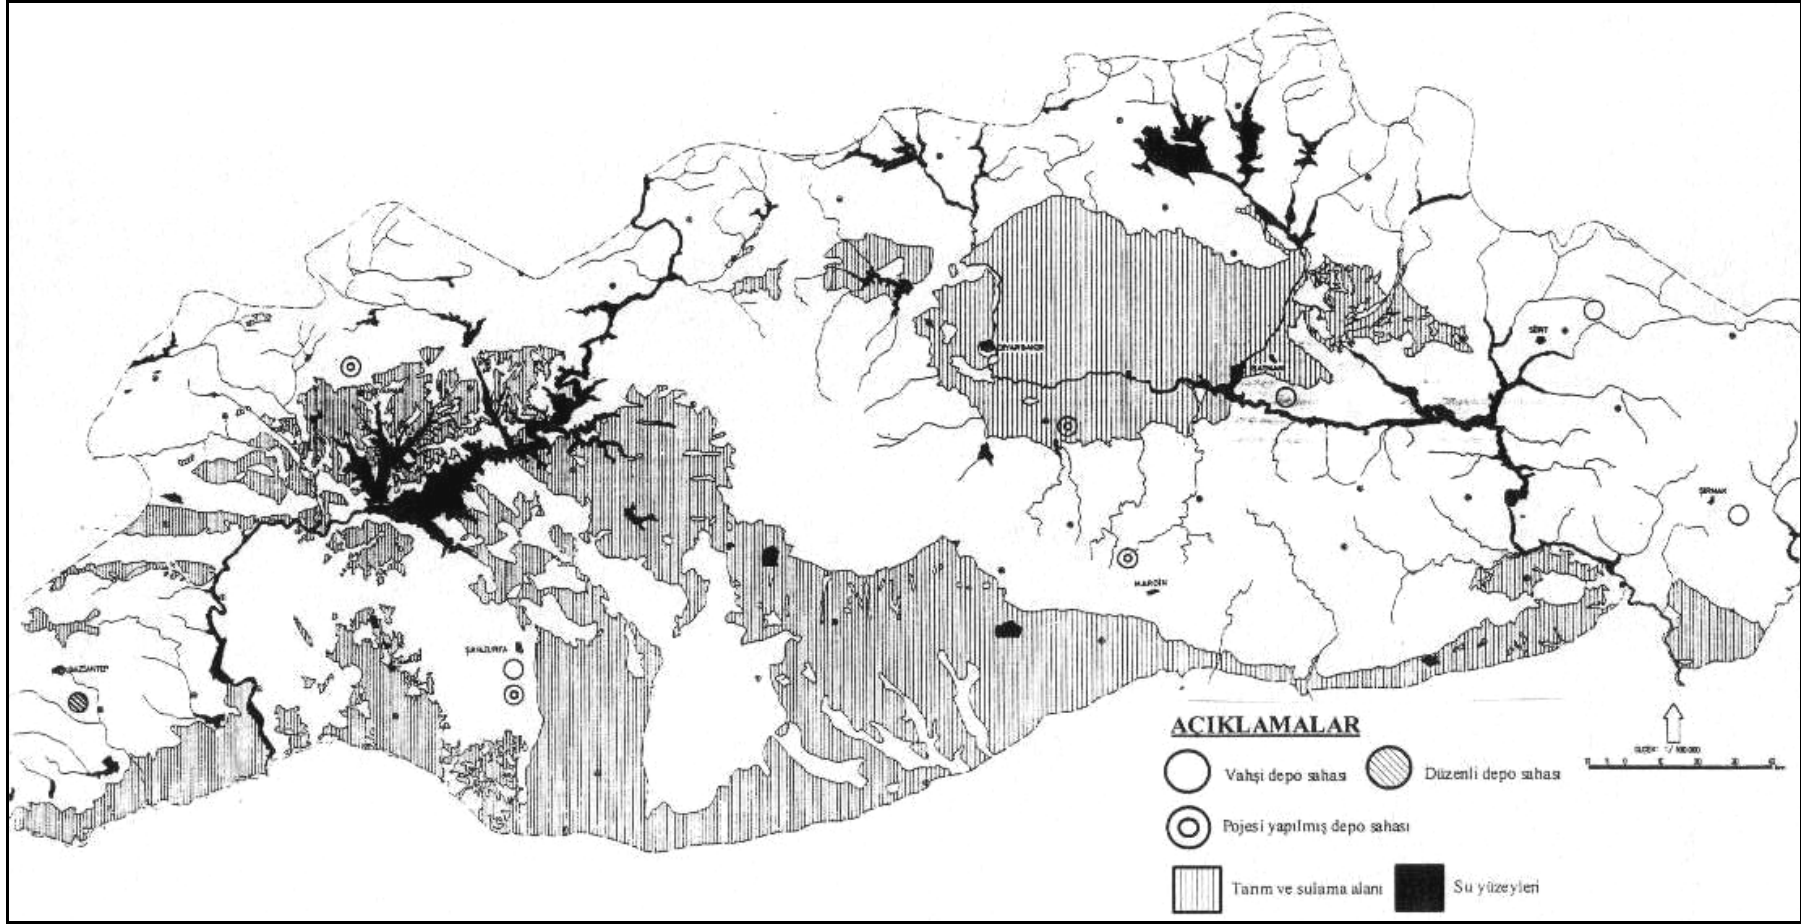 SİİRT
DİYARBAKIR
BATMAN
ŞIRNAK
MARDİN
ŞANLIURFA
GAZİANTEP
AÇIKLAMALAR
Vahşi depo sahası
Düzenli depo sahası
Pojesi yapılmış depo sahası
Tarım ve sulama alanı
Su yüzeyleri